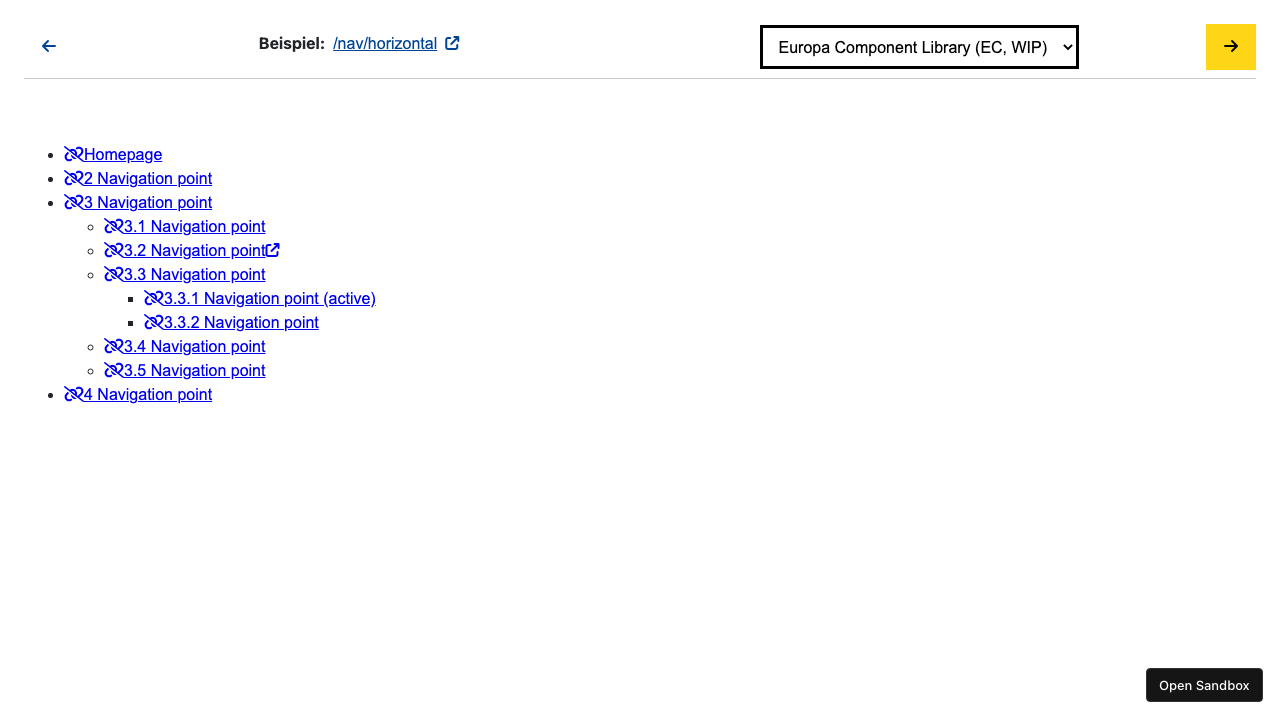 Beispiel: /nav/horizontal
Europa Component Library (EC, WIP)
Homepage
2 Navigation point
3 Navigation point
3.1 Navigation point
3.2 Navigation point
3.3 Navigation point
3.3.1 Navigation point (active)
3.3.2 Navigation point
3.4 Navigation point
3.5 Navigation point
4 Navigation point
Open Sandbox